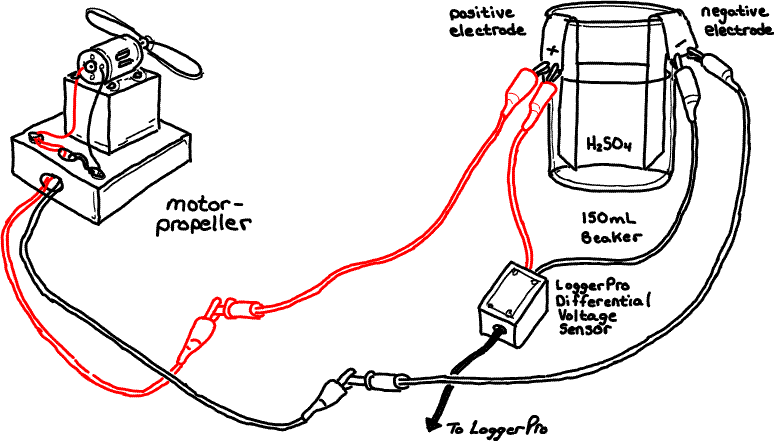 positive
electrode
negative
electrode
+
−
H₂SO₄
150mL
Beaker
motor-
propeller
LoggerPro
Differential
Voltage
Sensor
To LoggerPro